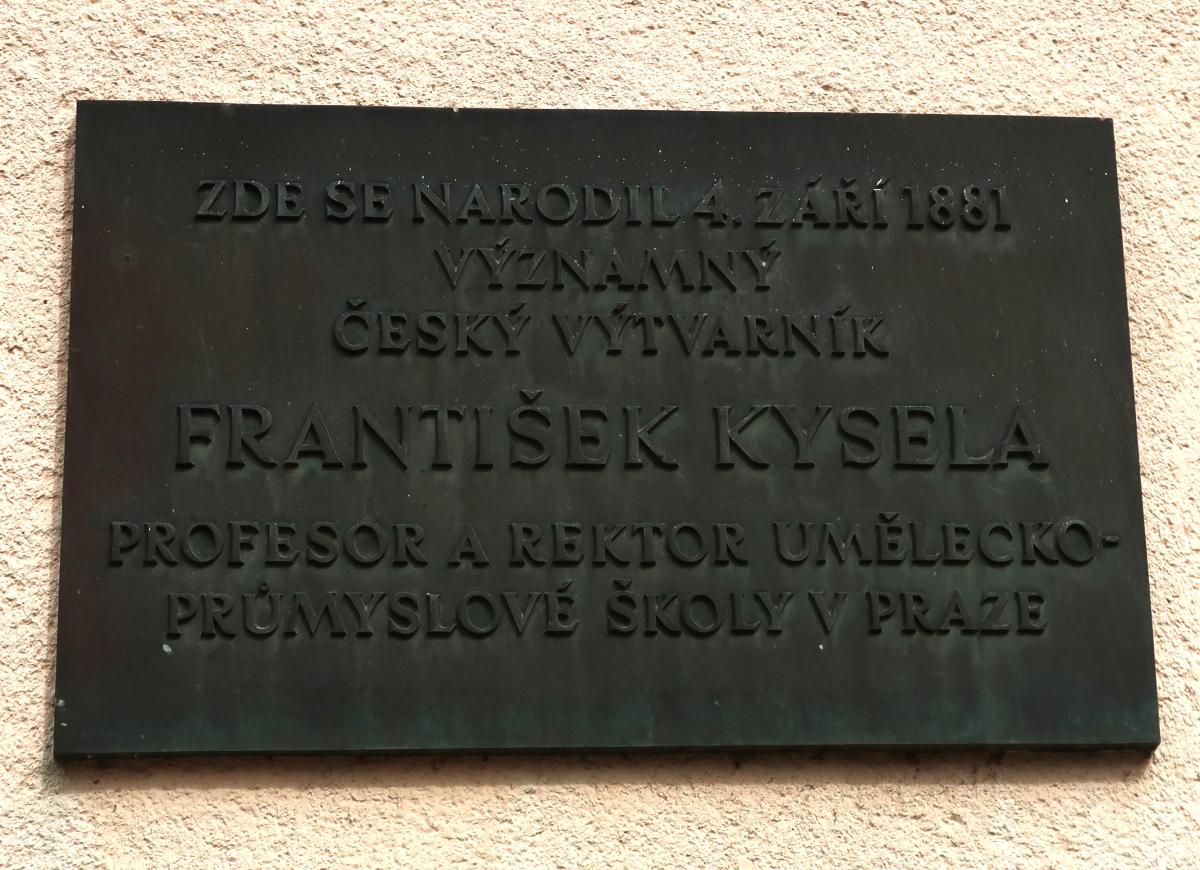 ZDE SE NARODIL 4. ZÁŘÍ 1881
VÝZNAMNÝ
ČESKÝ VÝTVARNÍK
FRANTIŠEK KYSELA
PROFESOR A REKTOR UMĚLECKO-
PRŮMYSLOVÉ ŠKOLY V PRAZE